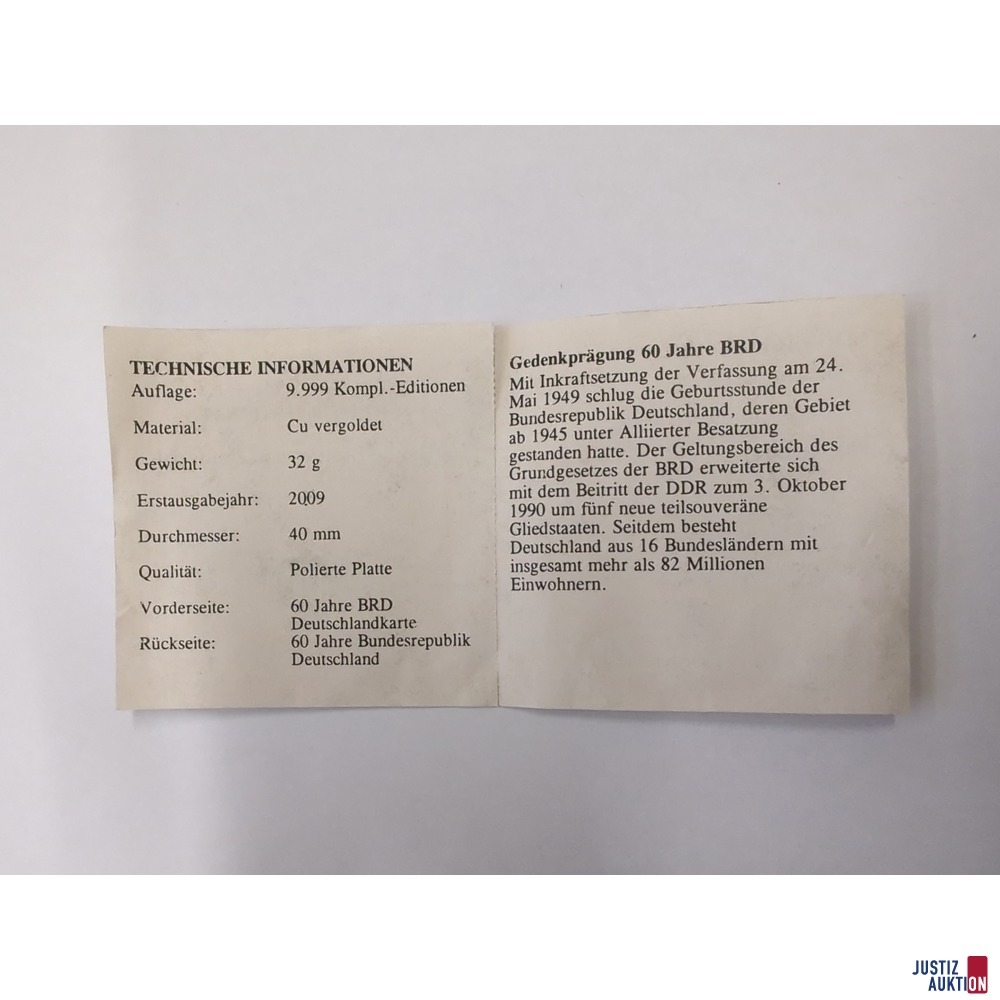 TECHNISCHE INFORMATIONEN
Auflage: 9.999 Kompl.-Editionen
Material: Cu vergoldet
Gewicht: 32 g
Erstausgabejahr: 2009
Durchmesser: 40 mm
Qualität: Polierte Platte
Vorderseite: 60 Jahre BRD
Deutschlandkarte
Rückseite: 60 Jahre Bundesrepublik
Deutschland
Gedenkprägung 60 Jahre BRD
Mit Inkraftsetzung der Verfassung am 24.
Mai 1949 schlug die Geburtsstunde der
Bundesrepublik Deutschland, deren Gebiet
ab 1945 unter Alliierter Besatzung
gestanden hatte. Der Geltungsbereich des
Grundgesetzes der BRD erweiterte sich
mit dem Beitritt der DDR zum 3. Oktober
1990 um fünf neue teilsouveräne
Gliedstaaten. Seitdem besteht
Deutschland aus 16 Bundesländern mit
insgesamt mehr als 82 Millionen
Einwohnern.
JUSTIZ
AUKTION